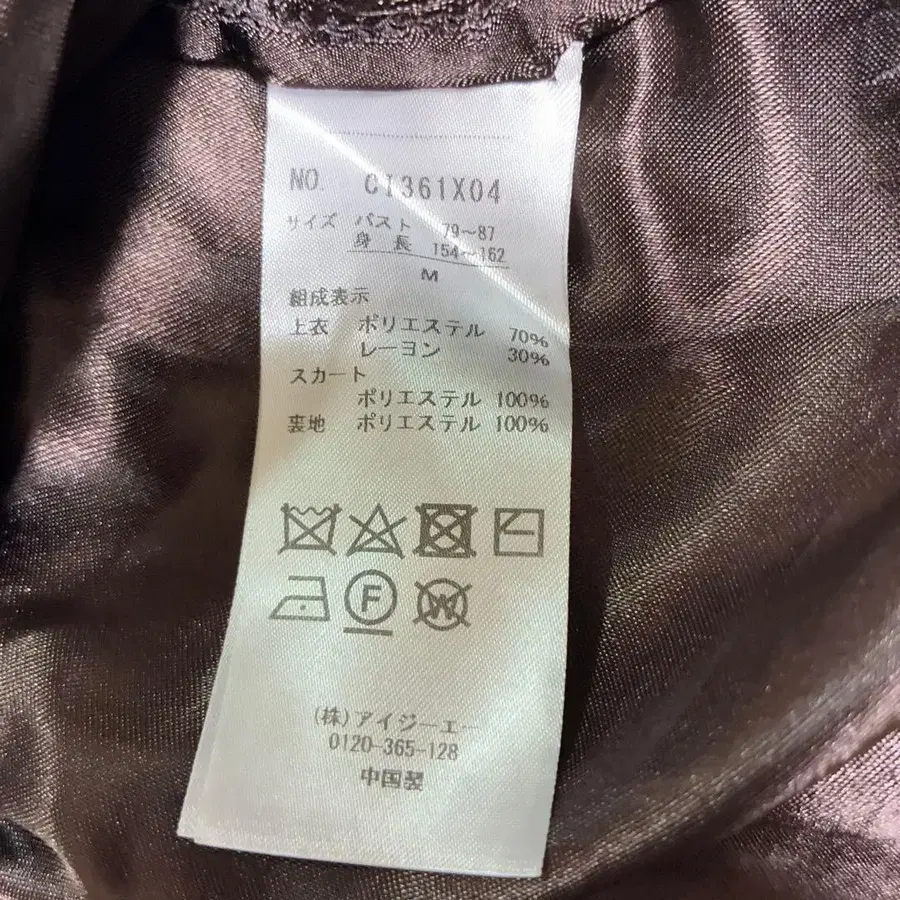 NO. CI361X04
サイズ バスト 79～87
身長 154～162
M
組成表示
上衣 ポリエステル 70%
レーヨン 30%
スカート
ポリエステル 100%
裏地 ポリエステル 100%
F W
(株)アイジーエー
0120-365-128
中国製